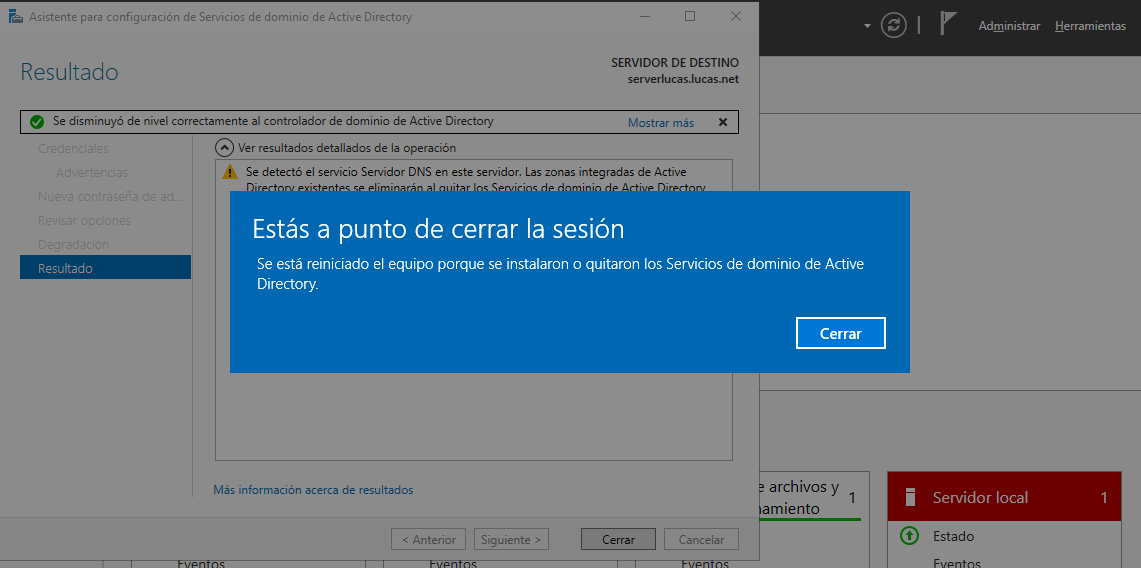 Asistente para configuración de Servicios de dominio de Active Directory
Administrar
Herramientas
Resultado
SERVIDOR DE DESTINO
serverlucas.lucas.net
Se disminuyó de nivel correctamente al controlador de dominio de Active Directory
Mostrar más
Credenciales
Advertencias
Nueva contraseña de ad...
Revisar opciones
Degradación
Resultado
Ver resultados detallados de la operación
Se detectó el servicio Servidor DNS en este servidor. Las zonas integradas de Active
Directory existentes se eliminarán al quitar los Servicios de dominio de Active Directory
Estás a punto de cerrar la sesión
Se está reiniciado el equipo porque se instalaron o quitaron los Servicios de dominio de Active
Directory.
Cerrar
Más información acerca de resultados
< Anterior
Siguiente >
Cerrar
Cancelar
e archivos y
1
Servidor local
1
Estado
Eventos
Eventos
Eventos
Eventos